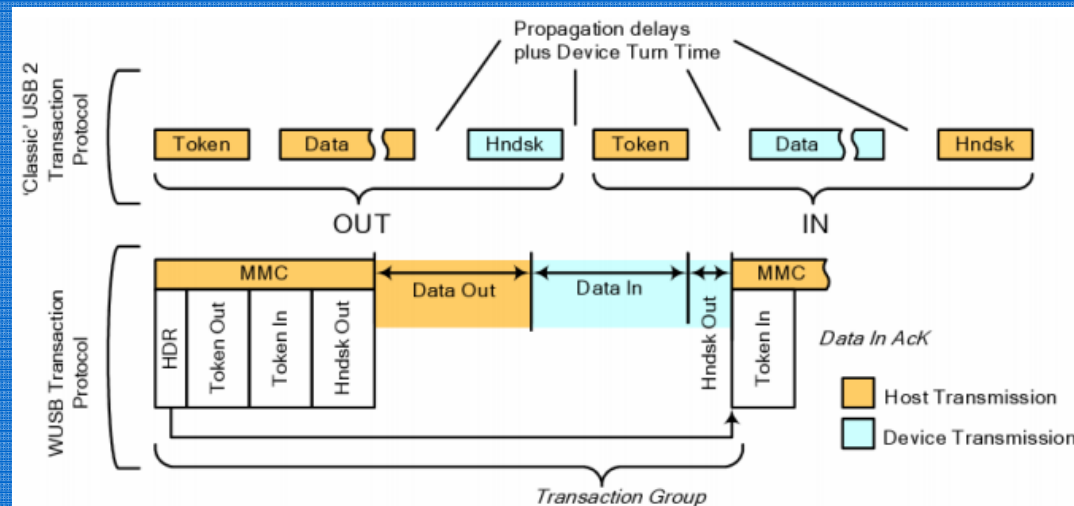 Propagation delays
plus Device Turn Time
'Classic' USB 2
Transaction
Protocol
Token
Data
Hndsk
Token
Data
Hndsk
OUT
IN
WUSB Transaction
Protocol
MMC
Data Out
Data In
Hndsk Out
MMC
HDR
Token Out
Token In
Hndsk Out
Token In
Data In AcK
Host Transmission
Device Transmission
Transaction Group